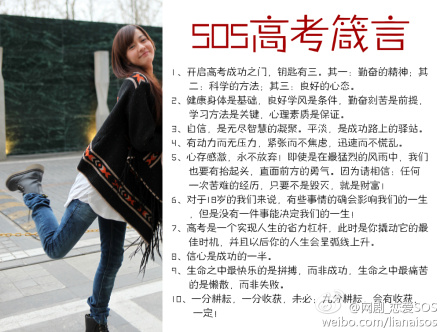 SOS高考箴言
1、开启高考成功之门，钥匙有三。其一：勤奋的精神；其
二：科学的方法；其三：良好的心态。
2、健康身体是基础，良好学风是条件，勤奋刻苦是前提，
学习方法是关键，心理素质是保证。
3、自信，是无尽智慧的凝聚。平淡，是成功路上的驿站。
4、有动力而无压力，紧张而不焦虑，迅速而不慌乱。
5、心存感激，永不放弃！即使是在最猛烈的风雨中，我们
也要有抬起头，直面前方的勇气。因为请相信：任何
一次苦难的经历，只要不是毁灭，就是财富！
6、对于18岁的我们来说，有些事情的确会影响我们的一生
，但是没有一件事能决定我们的一生！
7、高考是一个实现人生的省力杠杆，此时是你撬动它的最
佳时机，并且以后你的人生会呈弧线上升。
8、信心是成功的一半。
9、生命之中最快乐的是拼搏，而非成功，生命之中最痛苦
的是懒散，而非失败。
10、一分耕耘，一分收获，未必；九分耕耘，会有收获，
一定！
@网剧_恋爱SOS
weibo.com/lianaisos